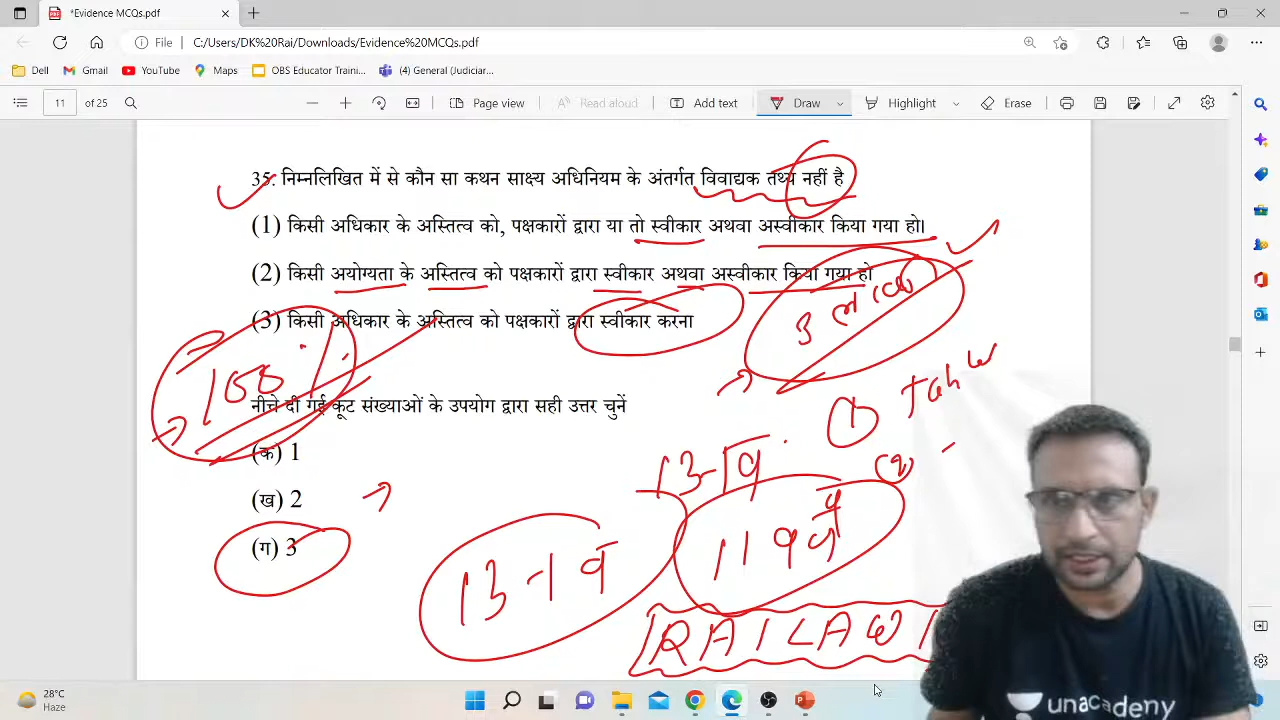 *Evidence MCQs.pdf
File C:/Users/DK%20Rai/Downloads/Evidence%20MCQs.pdf
Dell Gmail YouTube Maps OBS Educator Train... (4) General (Judiciar...
11 of 25 Page view Read aloud Add text Draw Highlight Erase
35. निम्नलिखित में से कौन सा कथन साक्ष्य अधिनियम के अंतर्गत विवाद्यक तथ्य नहीं है
(1) किसी अधिकार के अस्तित्व को, पक्षकारों द्वारा या तो स्वीकार अथवा अस्वीकार किया गया हो।
(2) किसी अयोग्यता के अस्तित्व को पक्षकारों द्वारा स्वीकार अथवा अस्वीकार किया गया हो
(3) किसी अधिकार के अस्तित्व को पक्षकारों द्वारा स्वीकार करना
100%
नीचे दी गई कूट संख्याओं के उपयोग द्वारा सही उत्तर चुनें
(क) 1
(ख) 2
(ग) 3
RAILAW
unacademy
28°C
Haze